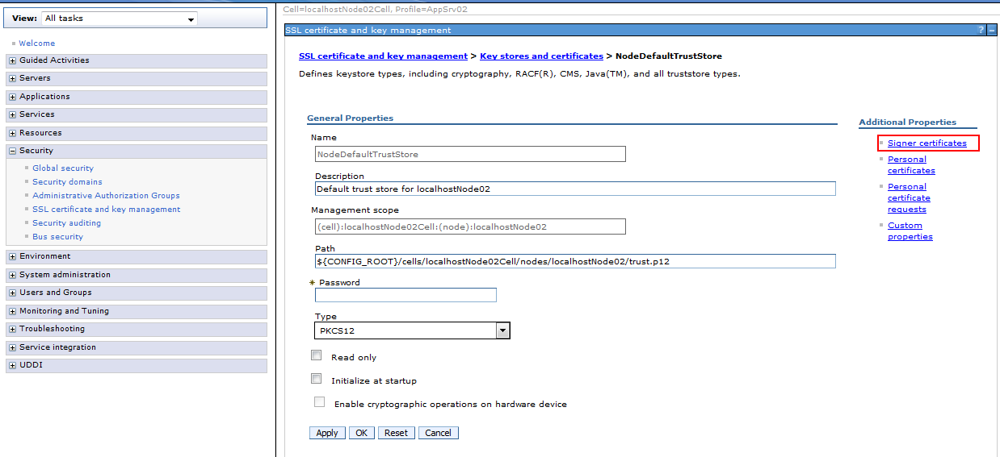 View: All tasks
Welcome
Guided Activities
Servers
Applications
Services
Resources
Security
Global security
Security domains
Administrative Authorization Groups
SSL certificate and key management
Security auditing
Bus security
Environment
System administration
Users and Groups
Monitoring and Tuning
Troubleshooting
Service integration
UDDI
Cell=localhostNode02Cell, Profile=AppSrv02
SSL certificate and key management ? −
SSL certificate and key management > Key stores and certificates > NodeDefaultTrustStore
Defines keystore types, including cryptography, RACF(R), CMS, Java(TM), and all truststore types.
General Properties
Name
NodeDefaultTrustStore
Description
Default trust store for localhostNode02
Management scope
(cell):localhostNode02Cell:(node):localhostNode02
Path
${CONFIG_ROOT}/cells/localhostNode02Cell/nodes/localhostNode02/trust.p12
* Password
Type
PKCS12
Read only
Initialize at startup
Enable cryptographic operations on hardware device
Apply OK Reset Cancel
Additional Properties
Signer certificates
Personal
certificates
Personal
certificate
requests
Custom
properties